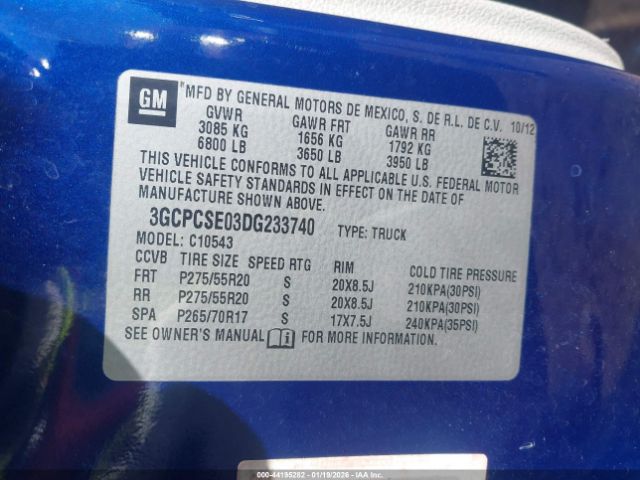 GM
"MFD BY GENERAL MOTORS DE MEXICO, S. DE R.L. DE C.V. 10/12
GVWR GAWR FRT GAWR RR
3085 KG 1656 KG 1792 KG
6800 LB 3650 LB 3950 LB
THIS VEHICLE CONFORMS TO ALL APPLICABLE U.S. FEDERAL MOTOR
VEHICLE SAFETY STANDARDS IN EFFECT ON THE DATE OF
MANUFACTURE SHOWN ABOVE.
3GCPCSE03DG233740 TYPE: TRUCK
MODEL: C10543
CCVB TIRE SIZE SPEED RTG RIM COLD TIRE PRESSURE
FRT P275/55R20 S 20X8.5J 210KPA(30PSI)
RR P275/55R20 S 20X8.5J 210KPA(30PSI)
SPA P265/70R17 S 17X7.5J 240KPA(35PSI)
SEE OWNER'S MANUAL i FOR MORE INFORMATION.
000-44195282 - 01/19/2026 - IAAI.COM